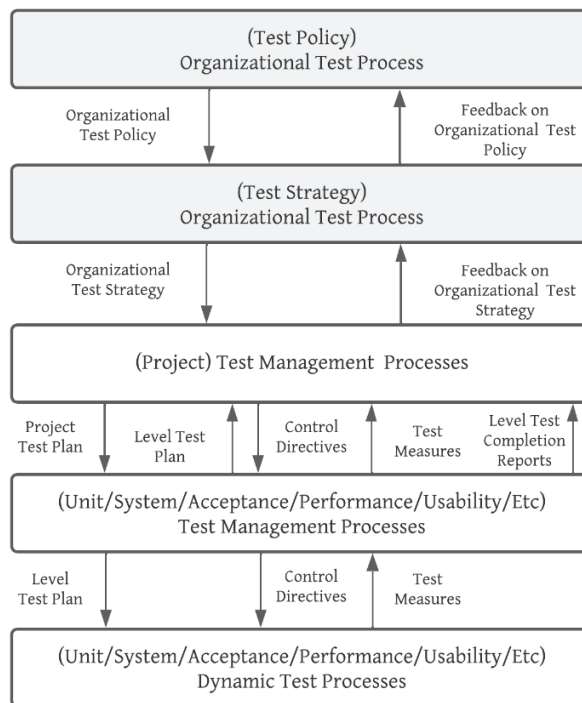 (Test Policy)
Organizational Test Process
Organizational
Test Policy
Feedback on
Organizational Test
Policy
(Test Strategy)
Organizational Test Process
Organizational
Test Strategy
Feedback on
Organizational Test
Strategy
(Project) Test Management Processes
Project
Test Plan
Level Test
Plan
Control
Directives
Test
Measures
Level Test
Completion
Reports
(Unit/System/Acceptance/Performance/Usability/Etc)
Test Management Processes
Level
Test Plan
Control
Directives
Test
Measures
(Unit/System/Acceptance/Performance/Usability/Etc)
Dynamic Test Processes